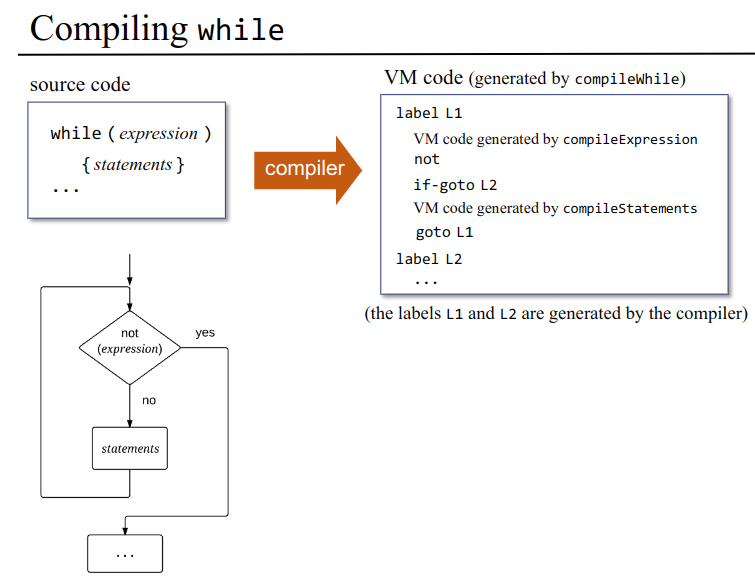 Compiling while
source code
while ( expression )
{ statements }
...
compiler
VM code (generated by compileWhile)
label L1
VM code generated by compileExpression
not
if-goto L2
VM code generated by compileStatements
goto L1
label L2
...
(the labels L1 and L2 are generated by the compiler)
not
(expression)
yes
no
statements
...